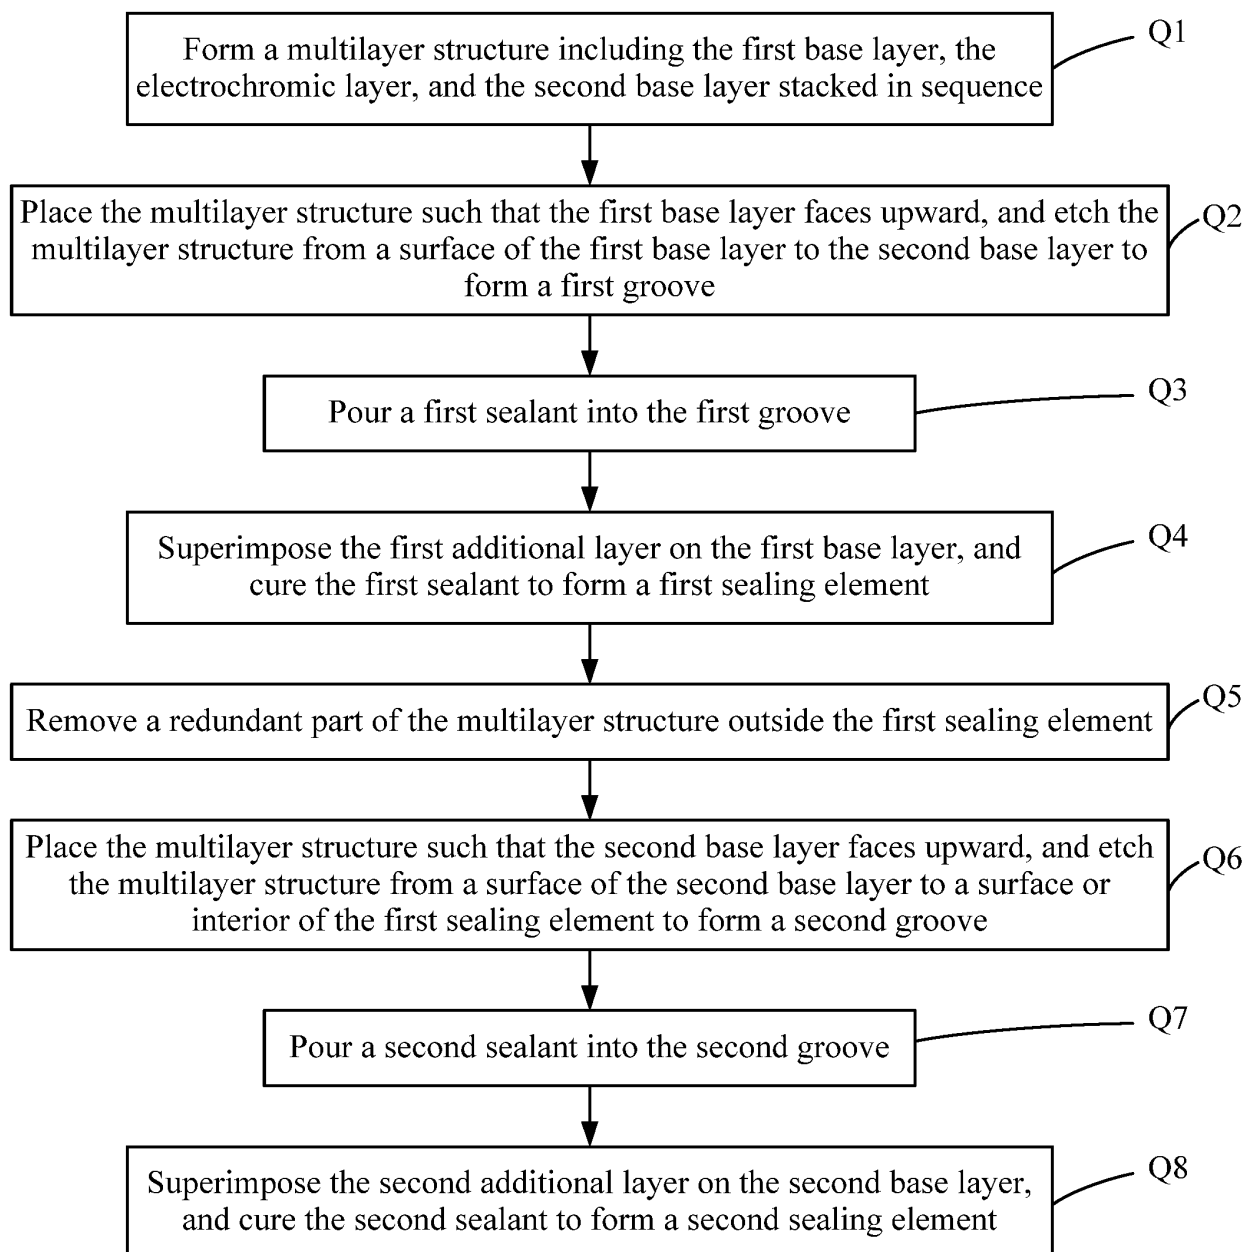 Form a multilayer structure including the first base layer, the
electrochromic layer, and the second base layer stacked in sequence
Q1
Place the multilayer structure such that the first base layer faces upward, and etch the
multilayer structure from a surface of the first base layer to the second base layer to
form a first groove
Q2
Pour a first sealant into the first groove
Q3
Superimpose the first additional layer on the first base layer, and
cure the first sealant to form a first sealing element
Q4
Remove a redundant part of the multilayer structure outside the first sealing element
Q5
Place the multilayer structure such that the second base layer faces upward, and etch
the multilayer structure from a surface of the second base layer to a surface or
interior of the first sealing element to form a second groove
Q6
Pour a second sealant into the second groove
Q7
Superimpose the second additional layer on the second base layer,
and cure the second sealant to form a second sealing element
Q8